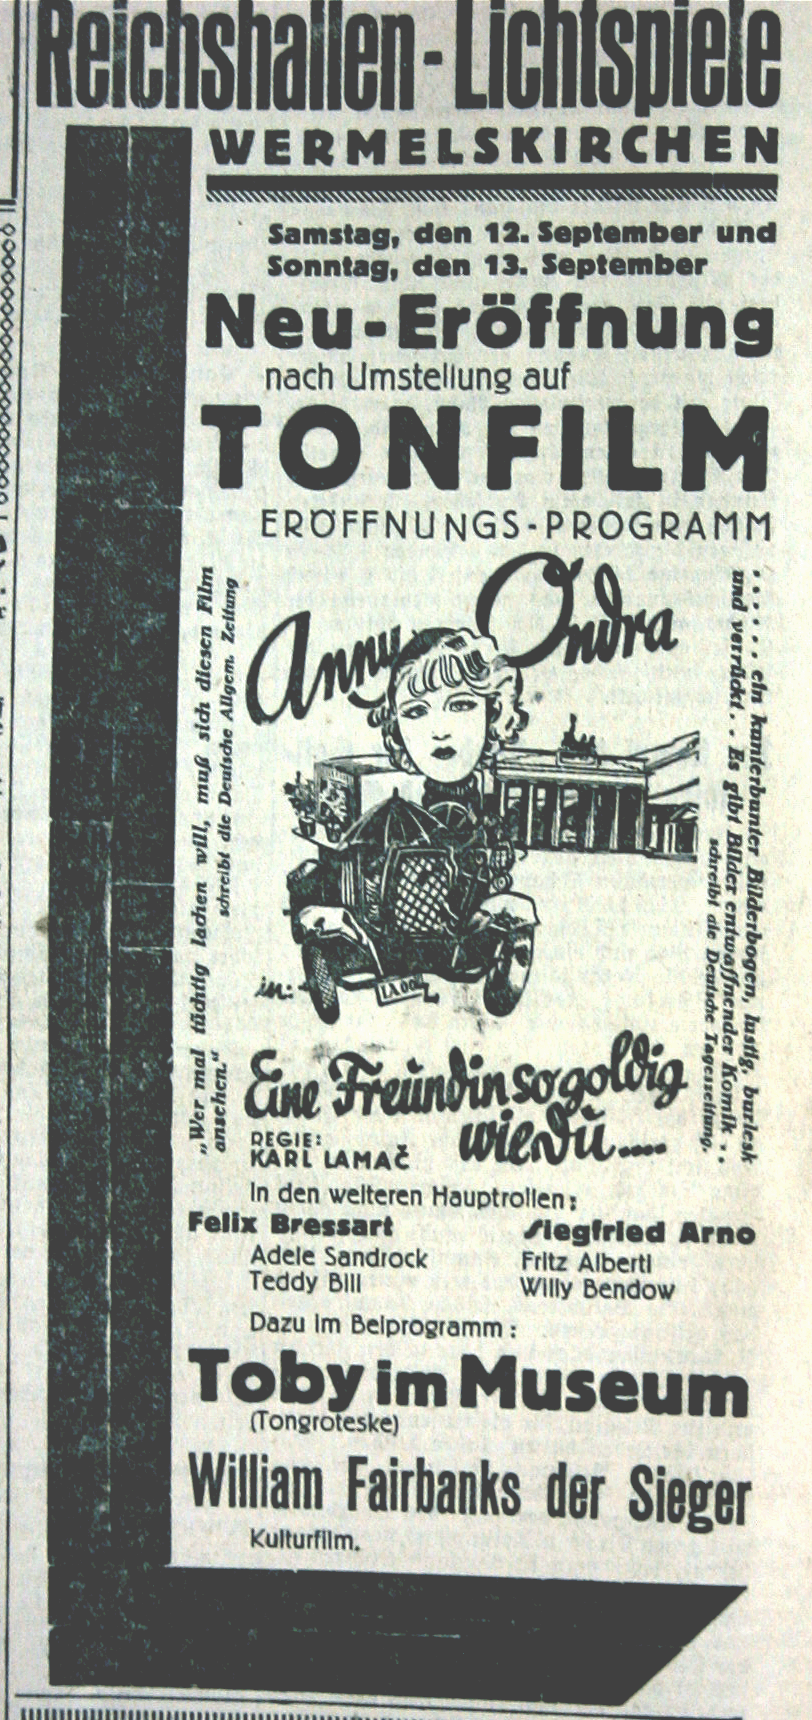 Reichshallen-Lichtspiele
WERMELSKIRCHEN
Samstag, den 12. September und
Sonntag, den 13. September
Neu-Eröffnung
nach Umstellung auf
TONFILM
ERÖFFNUNGS-PROGRAMM
„Wer mal tüchtig lachen will, muß sich diesen Film
ansehen.“ schreibt die Deutsche Allgem. Zeitung
Anny Ondra
. . . . . . ein kunterbunter Bilderbogen, lustig, burlesk
und verrückt. . Es gibt Bilder entwaffnender Komik . .
schreibt die Deutsche Tageszeitung.
in:
IA 00
Eine Freundin so goldig
wie Du....
REGIE:
KARL LAMAČ
In den weiteren Hauptrollen:
Felix Bressart Siegfried Arno
Adele Sandrock Fritz Alberti
Teddy Bill Willy Bendow
Dazu im Beiprogramm:
Toby im Museum
(Tongroteske)
William Fairbanks der Sieger
Kulturfilm.